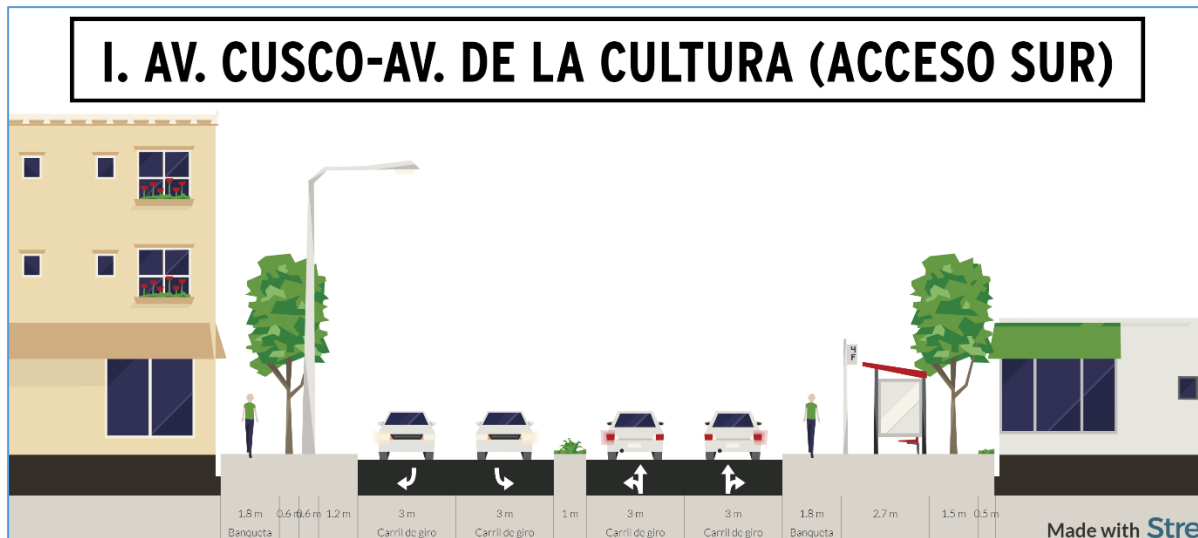 I. AV. CUSCO-AV. DE LA CULTURA (ACCESO SUR)
1.8 m 0.6 m 0.6 m 1.2 m 3 m 3 m 1 m 3 m 3 m 1.8 m 2.7 m 1.5 m 0.5 m
Banqueta Carril de giro Carril de giro Carril de giro Carril de giro Banqueta
Made with Stre